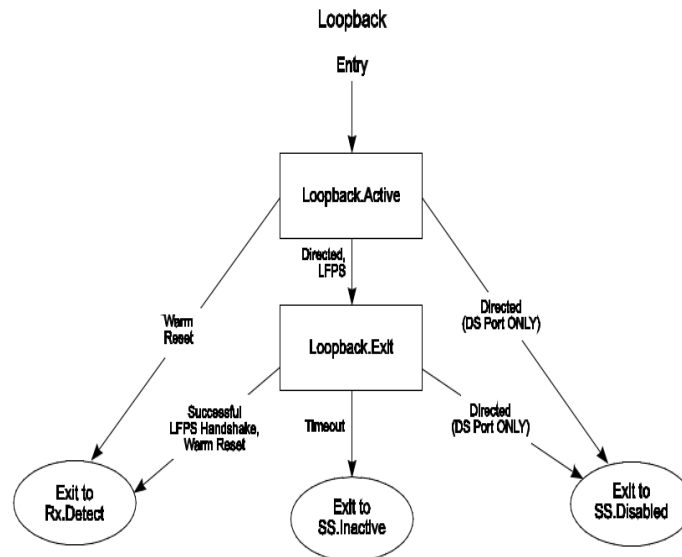 Loopback
Entry
Loopback.Active
Directed,
LFPS
Warm
Reset
Directed
(DS Port ONLY)
Loopback.Exit
Successful
LFPS Handshake,
Warm Reset
Timeout
Directed
(DS Port ONLY)
Exit to
Rx.Detect
Exit to
SS.Inactive
Exit to
SS.Disabled